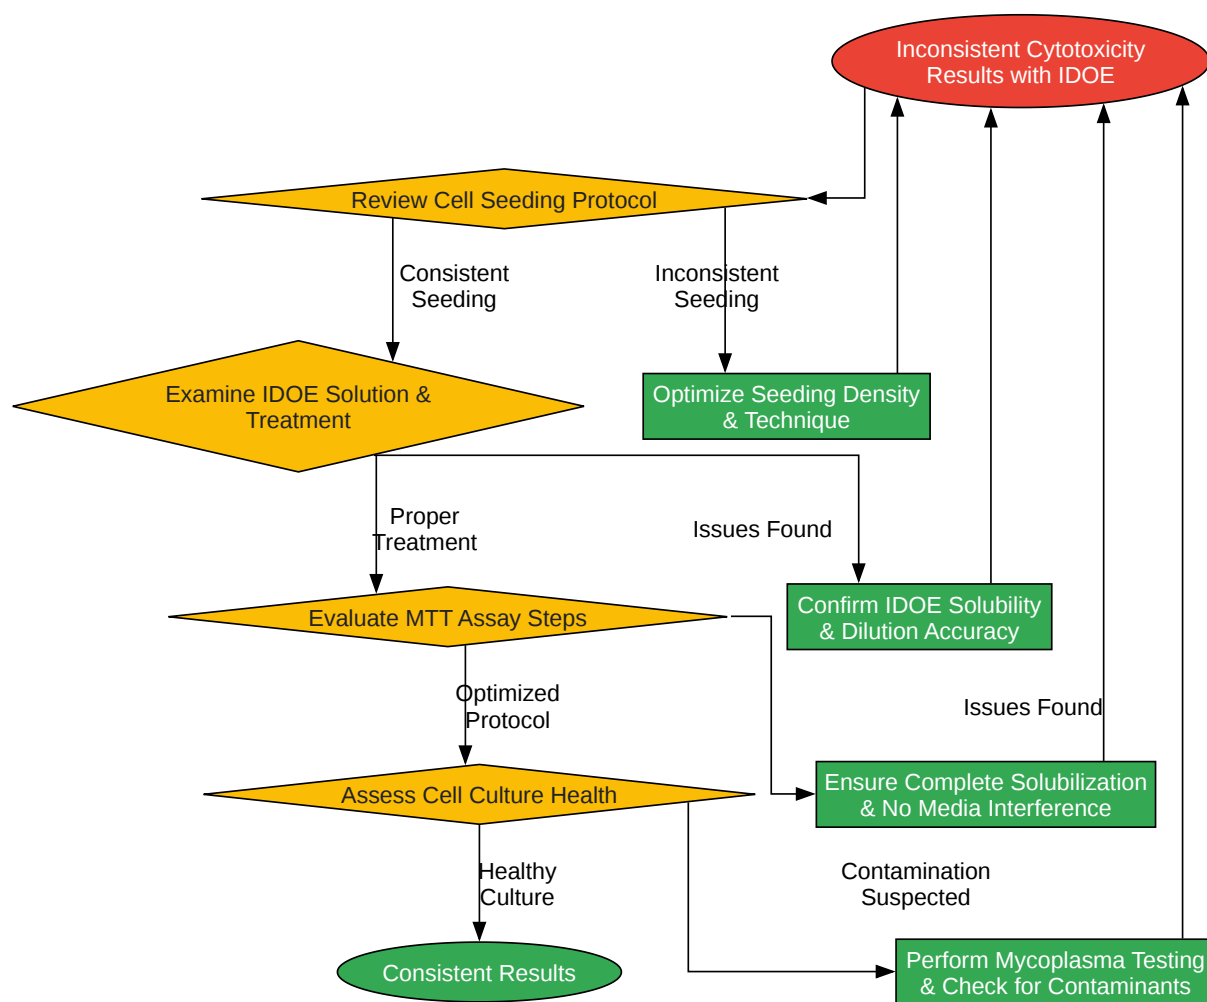 Inconsistent Cytotoxicity
Results with IDOE
Review Cell Seeding Protocol
Consistent
Seeding
Inconsistent
Seeding
Examine IDOE Solution &
Treatment
Optimize Seeding Density
& Technique
Proper
Treatment
Issues Found
Evaluate MTT Assay Steps
Confirm IDOE Solubility
& Dilution Accuracy
Optimized
Protocol
Issues Found
Assess Cell Culture Health
Ensure Complete Solubilization
& No Media Interference
Healthy
Culture
Contamination
Suspected
Consistent Results
Perform Mycoplasma Testing
& Check for Contaminants